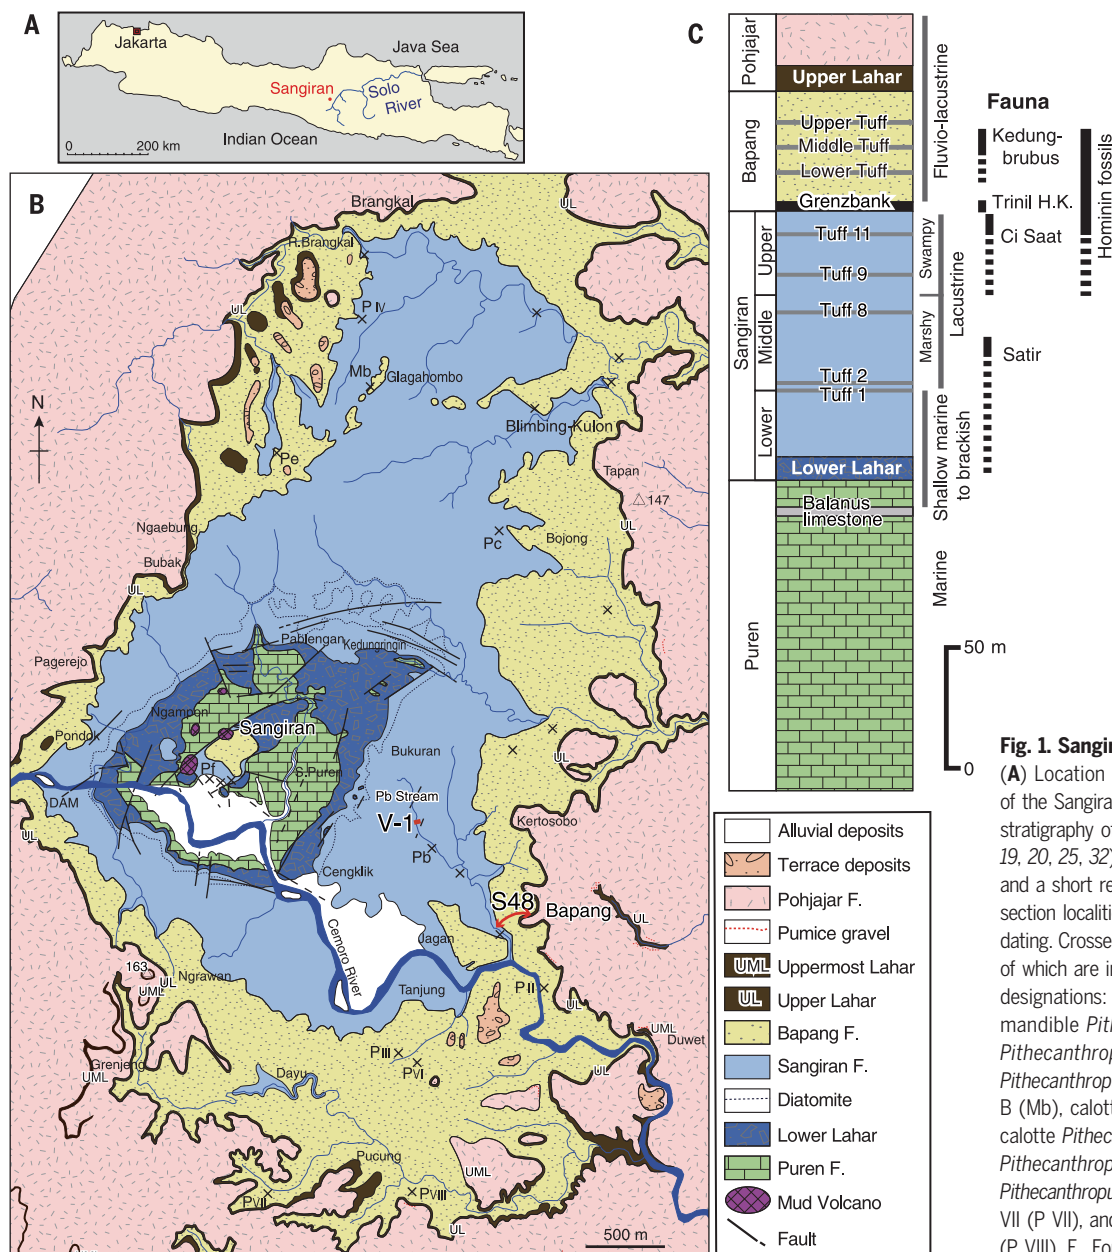 A
Jakarta
Java Sea
Sangiran
Solo
River
Indian Ocean
0
200 km
B
Brangkal
UL
R.Brangkal
UL
P IV
Mb
Glagahombo
N
Blimbing-Kulon
Pe
Tapan
147
Ngaebung
UL
Pc
Bojong
Bubak
UL
Pablengan
Kedungringin
Pagerejo
Ngampon
Sangiran
Pondok
Bukuran
UL
Pf
S.Puren
DAM
Pb Stream
V-1
Kertosobo
UL
Pb
Cengklik
S48
Bapang
UL
Cemoro River
Jagan
163
UL
UML
Ngrawan
Tanjung
P II
UL
UML
Duwet
P III
P VI
Grenjeng
UML
Dayu
UL
Pucung
UML
P VII
P VIII
UL
500 m
C
Pohjajar
Upper Lahar
Bapang
Upper Tuff
Middle Tuff
Lower Tuff
Grenzbank
Fluvio-lacustrine
Sangiran
Upper
Tuff 11
Tuff 9
Swampy
Middle
Tuff 8
Tuff 2
Marshy
Lacustrine
Lower
Tuff 1
Lower Lahar
Shallow marine
to brackish
Puren
Balanus
limestone
Marine
Fauna
Kedung-
brubus
Trinil H.K.
Ci Saat
Satir
Hominin fossils
50 m
0
Alluvial deposits
Terrace deposits
Pohjajar F.
Pumice gravel
UML Uppermost Lahar
UL Upper Lahar
Bapang F.
Sangiran F.
Diatomite
Lower Lahar
Puren F.
Mud Volcano
Fault
Fig. 1. Sangir
(A) Location
of the Sangira
stratigraphy of
19, 20, 25, 32)
and a short re
section localiti
dating. Crosse
of which are in
designations:
mandible Pith
Pithecanthrop
Pithecanthrop
B (Mb), calott
calotte Pithec
Pithecanthrop
Pithecanthropu
VII (P VII), and
(P VIII). F., Fo